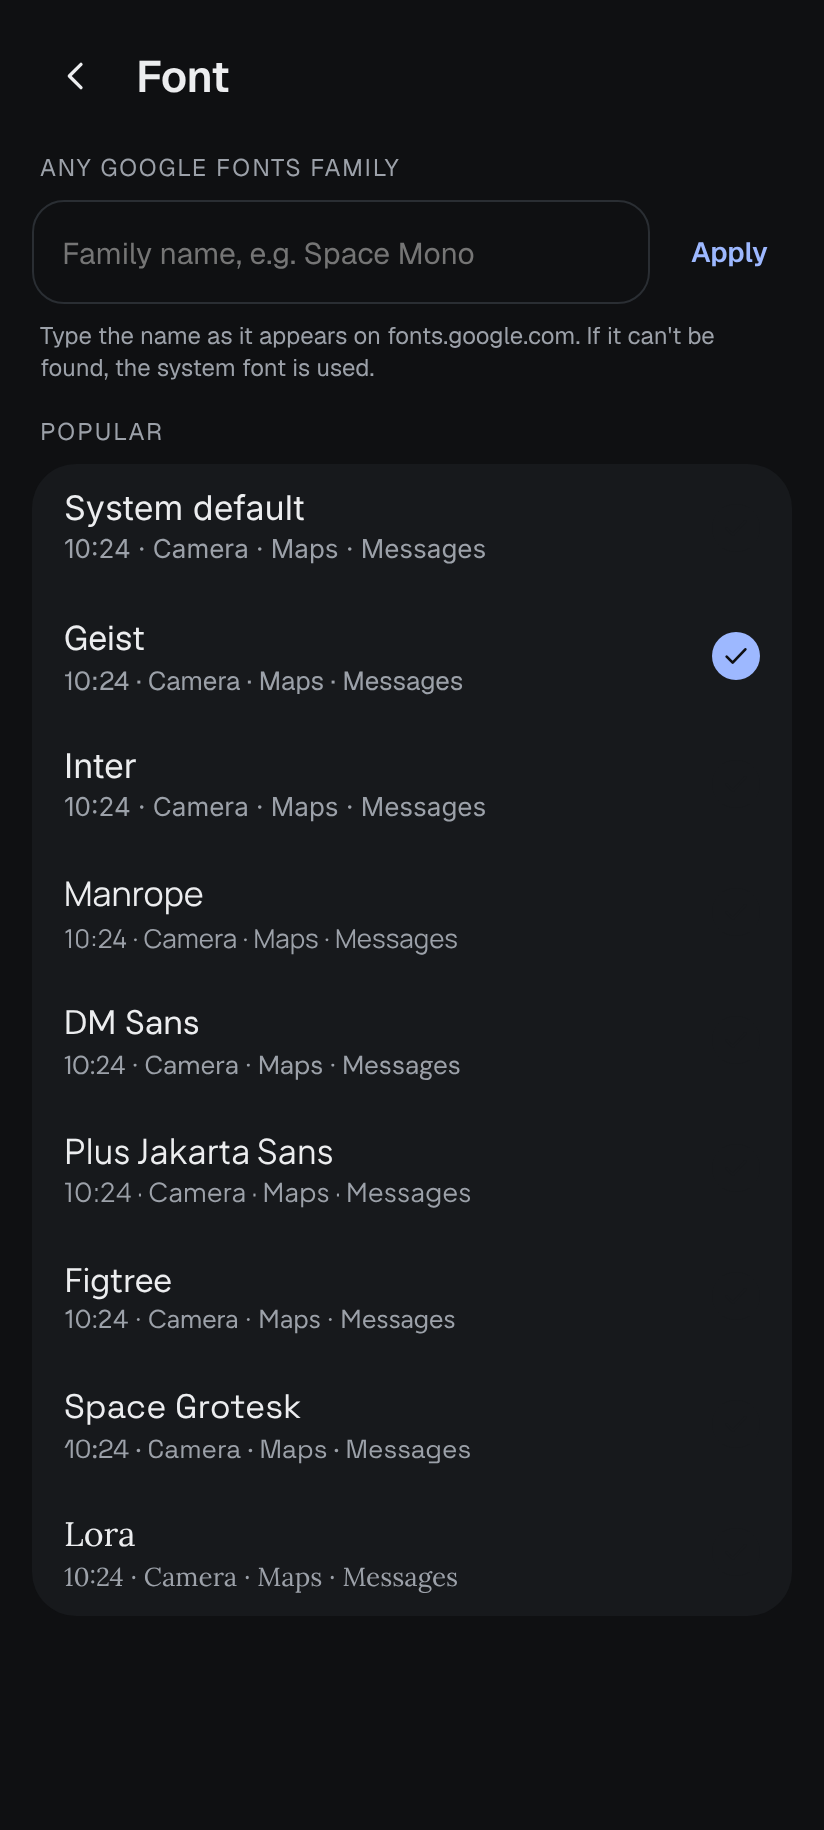 Font
ANY GOOGLE FONTS FAMILY
Family name, e.g. Space Mono
Apply
Type the name as it appears on fonts.google.com. If it can't be
found, the system font is used.
POPULAR
System default
10:24 · Camera · Maps · Messages
Geist
10:24 · Camera · Maps · Messages
Inter
10:24 · Camera · Maps · Messages
Manrope
10:24 · Camera · Maps · Messages
DM Sans
10:24 · Camera · Maps · Messages
Plus Jakarta Sans
10:24 · Camera · Maps · Messages
Figtree
10:24 · Camera · Maps · Messages
Space Grotesk
10:24 · Camera · Maps · Messages
Lora
10:24 · Camera · Maps · Messages